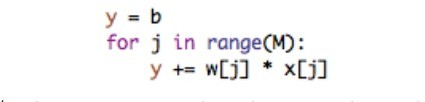 y = b
for j in range(M):
    y += w[j] * x[j]